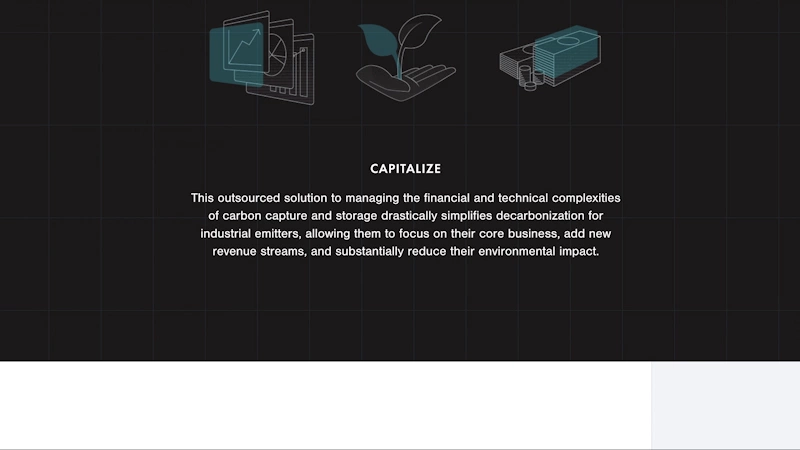 CAPITALIZE
This outsourced solution to managing the financial and technical complexities
of carbon capture and storage drastically simplifies decarbonization for
industrial emitters, allowing them to focus on their core business, add new
revenue streams, and substantially reduce their environmental impact.